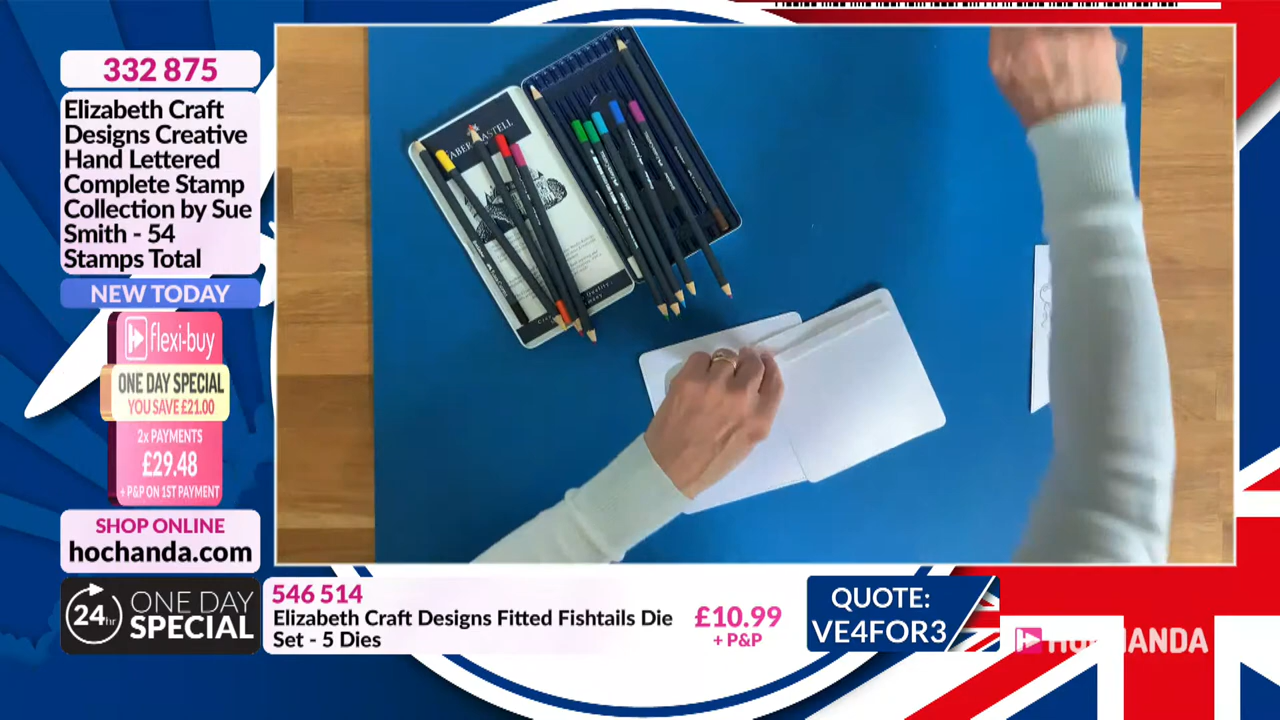 332 875
Elizabeth Craft
Designs Creative
Hand Lettered
Complete Stamp
Collection by Sue
Smith - 54
Stamps Total
NEW TODAY
flexi-buy
ONE DAY SPECIAL
YOU SAVE £21.00
2x PAYMENTS
£29.48
+ P&P ON 1ST PAYMENT
SHOP ONLINE
hochanda.com
24hr
ONE DAY
SPECIAL
546 514
Elizabeth Craft Designs Fitted Fishtails Die
Set - 5 Dies
£10.99
+ P&P
QUOTE:
VE4FOR3
HOCHANDA
FABER CASTELL